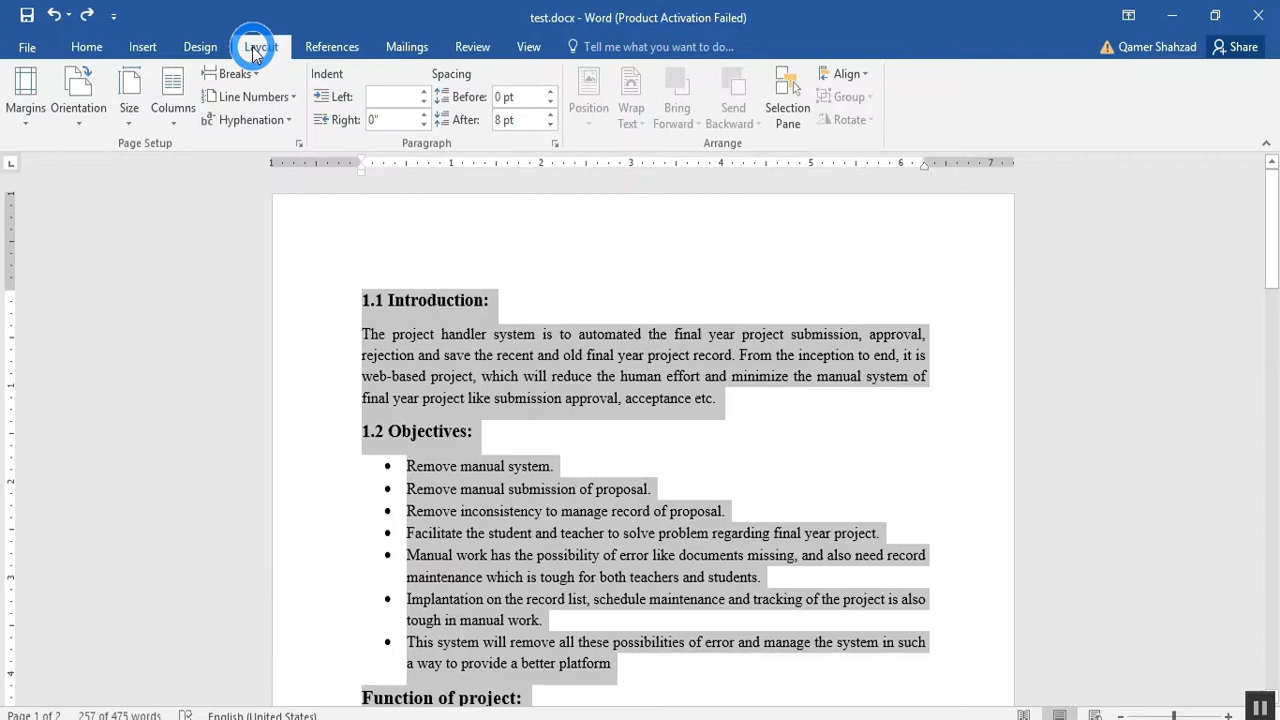 test.docx - Word (Product Activation Failed)
File Home Insert Design Layout References Mailings Review View Tell me what you want to do... Qamer Shahzad Share
Margins Orientation Size Columns
Breaks
Line Numbers
Hyphenation
Page Setup
Indent
Left:
Right: 0"
Spacing
Before: 0 pt
After: 8 pt
Paragraph
Position Wrap Text Bring Forward Send Backward Selection Pane
Align
Group
Rotate
Arrange
1 1 2 3 4 5 6 7
1.1 Introduction:
The project handler system is to automated the final year project submission, approval,
rejection and save the recent and old final year project record. From the inception to end, it is
web-based project, which will reduce the human effort and minimize the manual system of
final year project like submission approval, acceptance etc.
1.2 Objectives:
• Remove manual system.
• Remove manual submission of proposal.
• Remove inconsistency to manage record of proposal.
• Facilitate the student and teacher to solve problem regarding final year project.
• Manual work has the possibility of error like documents missing, and also need record
maintenance which is tough for both teachers and students.
• Implantation on the record list, schedule maintenance and tracking of the project is also
tough in manual work.
• This system will remove all these possibilities of error and manage the system in such
a way to provide a better platform
Function of project:
Page 1 of 2 257 of 475 words English (United States)